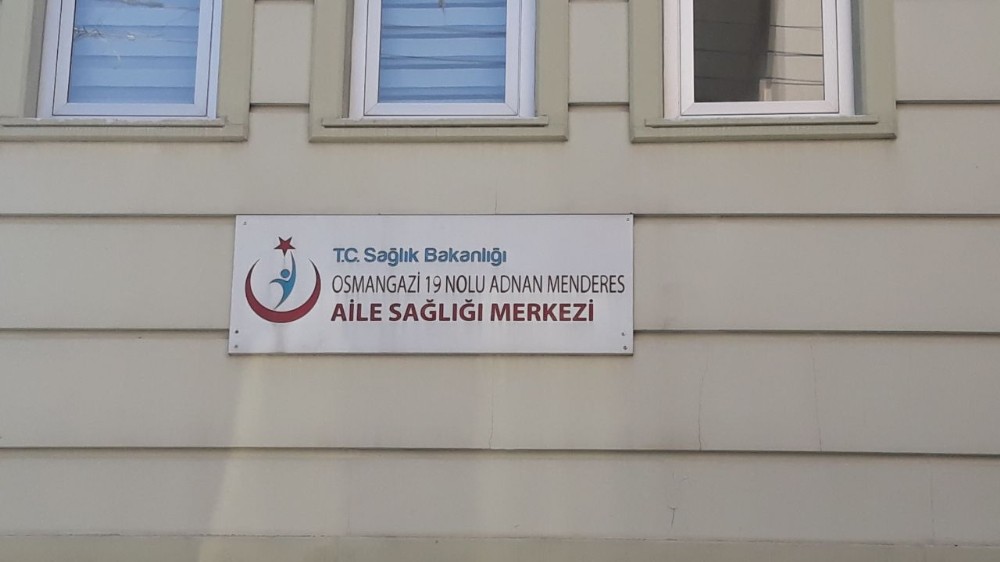 T.C. Sağlık Bakanlığı
OSMANGAZİ 19 NOLU ADNAN MENDERES
AİLE SAĞLIĞI MERKEZİ